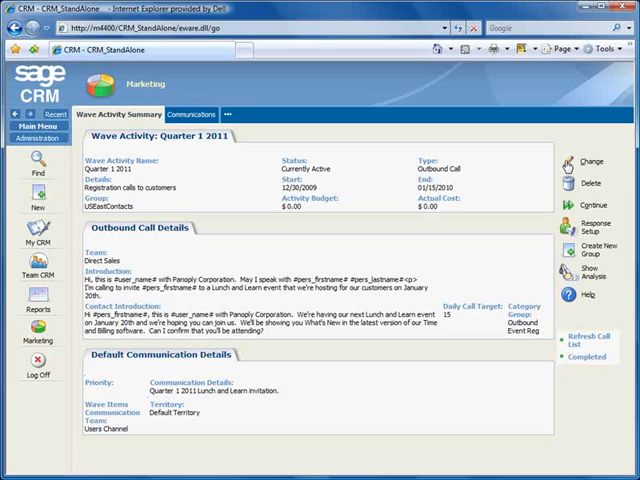 CRM - CRM_StandAlone - Internet Explorer provided by Dell
http://m4400/CRM_StandAlone/eware.dll/go
Google
CRM - CRM_StandAlone
Page
Tools
sage
CRM
Marketing
Recent
Main Menu
Administration
Find
New
My CRM
Team CRM
Reports
Marketing
Log Off
Wave Activity Summary
Communications
•••
Wave Activity: Quarter 1 2011
Wave Activity Name: Status: Type:
Quarter 1 2011 Currently Active Outbound Call
Details: Start: End:
Registration calls to customers 12/30/2009 01/15/2010
Group: Activity Budget: Actual Cost:
USEastContacts $ 0.00 $ 0.00
Outbound Call Details
Team:
Direct Sales
Introduction:
Hi, this is #user_name# with Panoply Corporation. May I speak with #pers_firstname# #pers_lastname#<p>
I'm calling to invite #pers_firstname# to a Lunch and Learn event that we're hosting for our customers on January
20th.
Contact Introduction: Daily Call Target: Category
Hi #pers_firstname#, this is #user_name# with Panoply Corporation. We're having our next Lunch and Learn event 15 Group:
on January 20th and we're hoping you can join us. We'll be showing you What's New in the latest version of our Time Outbound
and Billing software. Can I confirm that you'll be attending? Event Reg
Default Communication Details
Priority: Communication Details:
Quarter 1 2011 Lunch and Learn invitation.
Wave Items Territory:
Communication Default Territory
Team:
Users Channel
Change
Delete
Continue
Response
Setup
Create New
Group
Show
Analysis
Help
Refresh Call
List
Completed